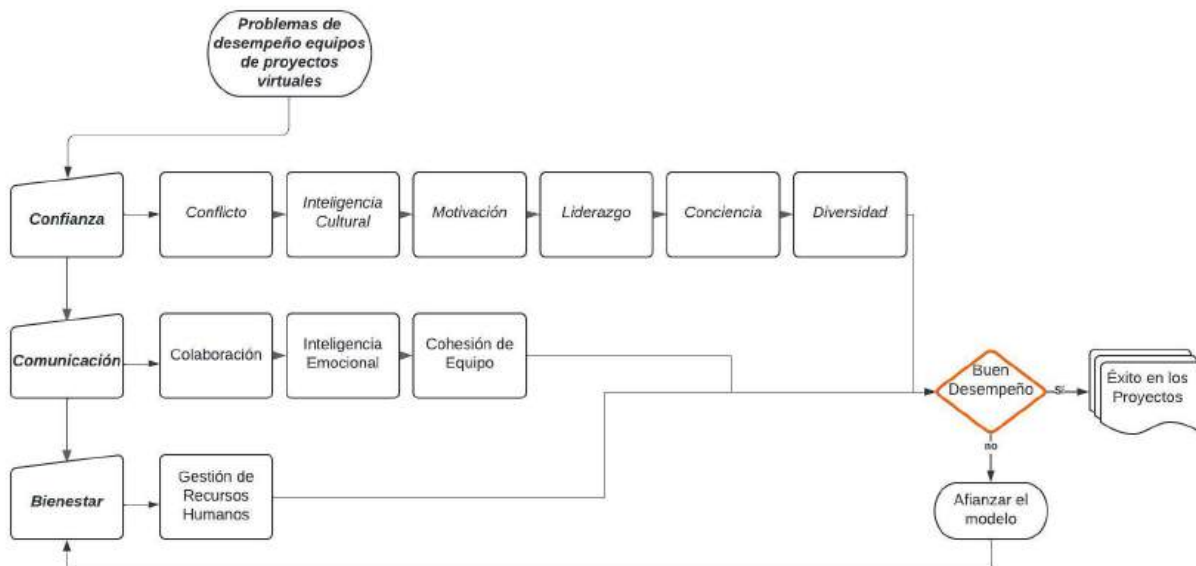 Problemas de
desempeño equipos
de proyectos
virtuales
Confianza
Conflicto
Inteligencia
Cultural
Motivación
Liderazgo
Conciencia
Diversidad
Comunicación
Colaboración
Inteligencia
Emocional
Cohesión de
Equipo
Buen
Desempeño
Sí
Éxito en los
Proyectos
no
Bienestar
Gestión de
Recursos
Humanos
Afianzar el
modelo